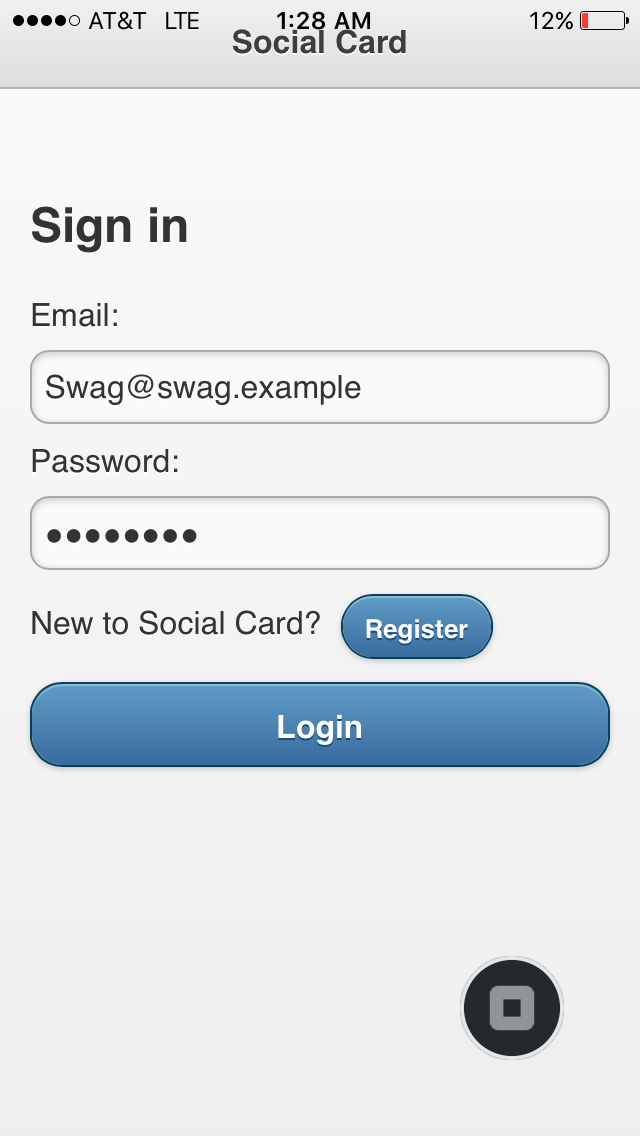 AT&T LTE 1:28 AM 12%
Social Card
Sign in
Email:
Swag@swag.example
Password:
••••••••
New to Social Card? Register
Login